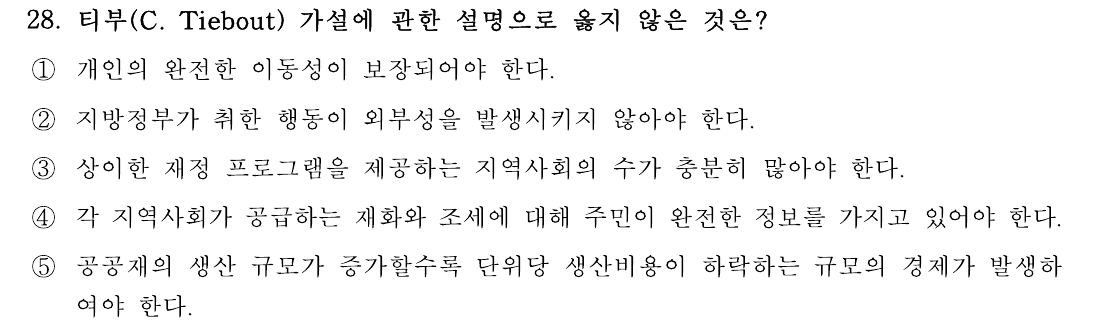 28. 티부(C. Tiebout) 가설에 관한 설명으로 옳지 않은 것은?
① 개인의 완전한 이동성이 보장되어야 한다.
② 지방정부가 취한 행동이 외부성을 발생시키지 않아야 한다.
③ 상이한 재정 프로그램을 제공하는 지역사회의 수가 충분히 많아야 한다.
④ 각 지역사회가 공급하는 재화와 조세에 대해 주민이 완전한 정보를 가지고 있어야 한다.
⑤ 공공재의 생산 규모가 증가할수록 단위당 생산비용이 하락하는 규모의 경제가 발생하
여야 한다.